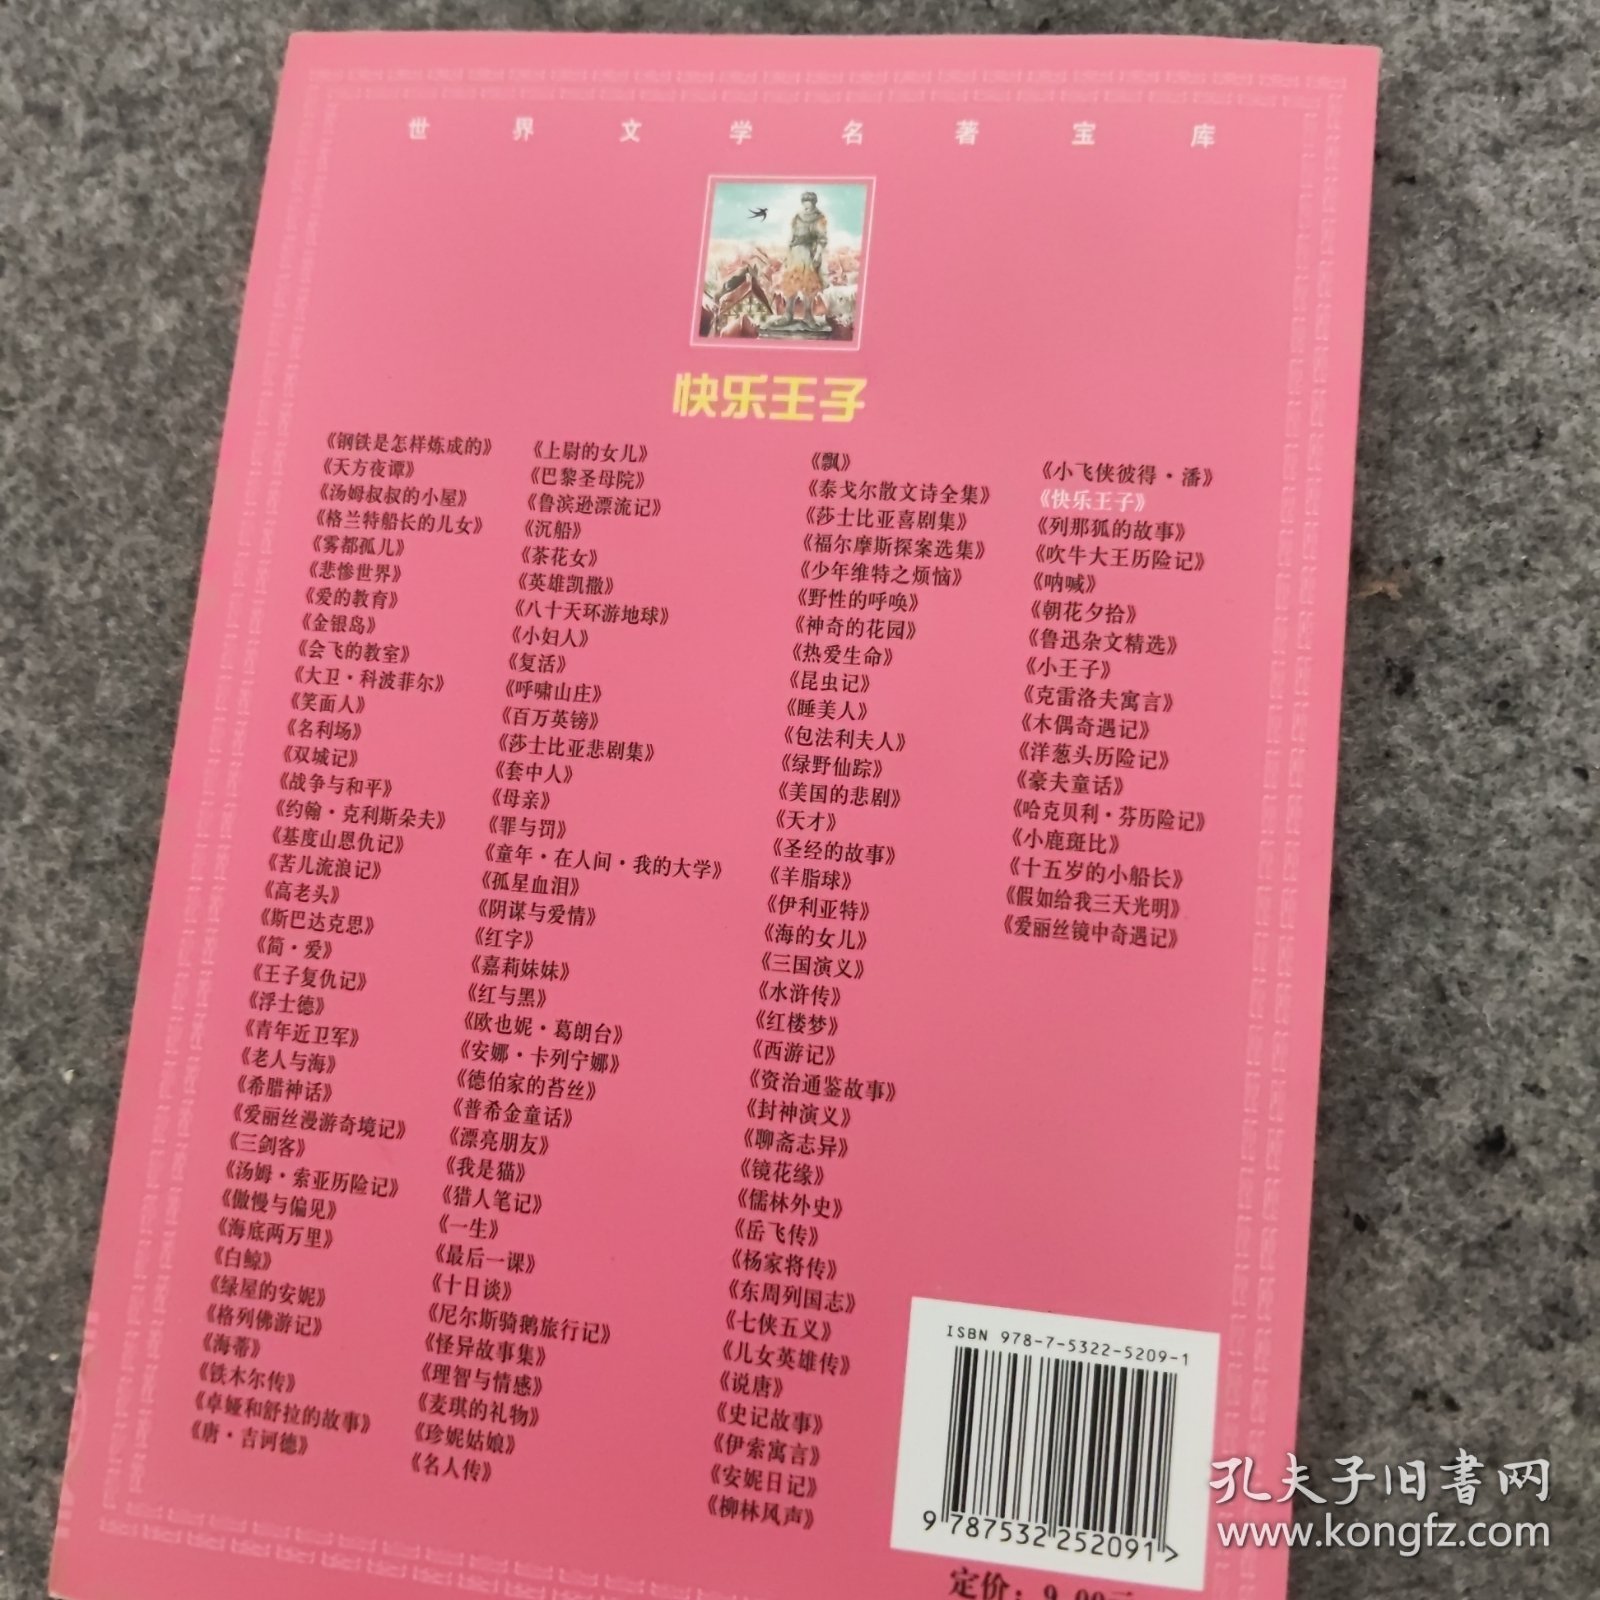 世界文学名著宝库
快乐王子
《钢铁是怎样炼成的》
《天方夜谭》
《汤姆叔叔的小屋》
《格兰特船长的儿女》
《雾都孤儿》
《悲惨世界》
《爱的教育》
《金银岛》
《会飞的教室》
《大卫·科波菲尔》
《笑面人》
《名利场》
《双城记》
《战争与和平》
《约翰·克利斯朵夫》
《基度山恩仇记》
《苦儿流浪记》
《高老头》
《斯巴达克思》
《简·爱》
《王子复仇记》
《浮士德》
《青年近卫军》
《老人与海》
《希腊神话》
《爱丽丝漫游奇境记》
《三剑客》
《汤姆·索亚历险记》
《傲慢与偏见》
《海底两万里》
《白鲸》
《绿屋的安妮》
《格列佛游记》
《海蒂》
《铁木尔传》
《卓娅和舒拉的故事》
《唐·吉诃德》
《上尉的女儿》
《巴黎圣母院》
《鲁滨逊漂流记》
《沉船》
《茶花女》
《英雄凯撒》
《八十天环游地球》
《小妇人》
《复活》
《呼啸山庄》
《百万英镑》
《莎士比亚悲剧集》
《套中人》
《母亲》
《罪与罚》
《童年·在人间·我的大学》
《孤星血泪》
《阴谋与爱情》
《红字》
《嘉莉妹妹》
《红与黑》
《欧也妮·葛朗台》
《安娜·卡列宁娜》
《德伯家的苔丝》
《普希金童话》
《漂亮朋友》
《我是猫》
《猎人笔记》
《一生》
《最后一课》
《十日谈》
《尼尔斯骑鹅旅行记》
《怪异故事集》
《理智与情感》
《麦琪的礼物》
《珍妮姑娘》
《名人传》
《飘》
《泰戈尔散文诗全集》
《莎士比亚喜剧集》
《福尔摩斯探案选集》
《少年维特之烦恼》
《野性的呼唤》
《神奇的花园》
《热爱生命》
《昆虫记》
《睡美人》
《包法利夫人》
《绿野仙踪》
《美国的悲剧》
《天才》
《圣经的故事》
《羊脂球》
《伊利亚特》
《海的女儿》
《三国演义》
《水浒传》
《红楼梦》
《西游记》
《资治通鉴故事》
《封神演义》
《聊斋志异》
《镜花缘》
《儒林外史》
《岳飞传》
《杨家将传》
《东周列国志》
《七侠五义》
《儿女英雄传》
《说唐》
《史记故事》
《伊索寓言》
《安妮日记》
《柳林风声》
《小飞侠彼得·潘》
《快乐王子》
《列那狐的故事》
《吹牛大王历险记》
《呐喊》
《朝花夕拾》
《鲁迅杂文精选》
《小王子》
《克雷洛夫寓言》
《木偶奇遇记》
《洋葱头历险记》
《豪夫童话》
《哈克贝利·芬历险记》
《小鹿斑比》
《十五岁的小船长》
《假如给我三天光明》
《爱丽丝镜中奇遇记》
ISBN 978-7-5322-5209-1
9 787532 252091>
定价：9.00元
孔夫子旧书网
www.kongfz.com